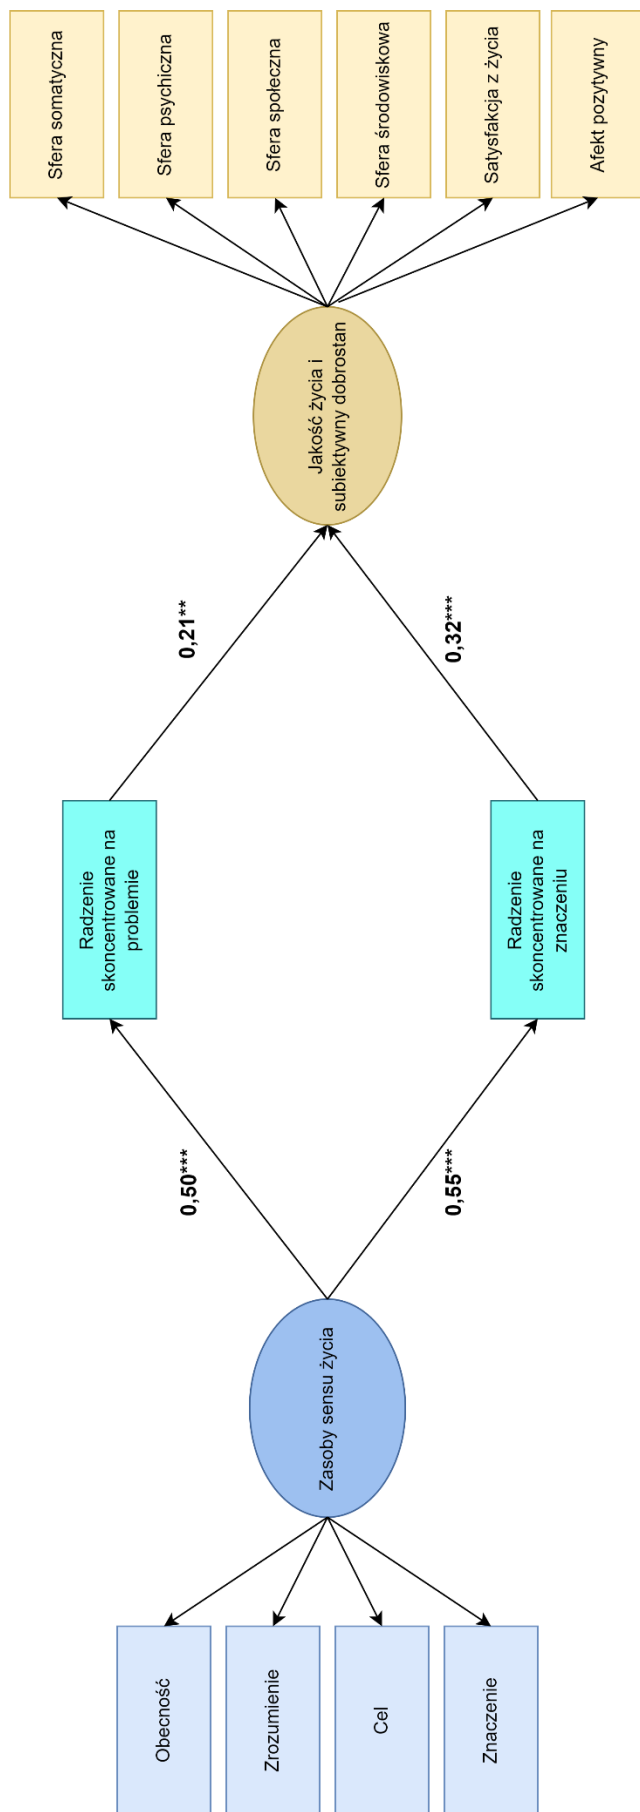 Obecność
Zrozumienie
Cel
Znaczenie
Zasoby sensu życia
0,50***
0,55***
Radzenie
skoncentrowane na
problemie
Radzenie
skoncentrowane na
znaczeniu
0,21**
0,32***
Jakość życia i
subiektywny dobrostan
Sfera somatyczna
Sfera psychiczna
Sfera społeczna
Sfera środowiskowa
Satysfakcja z życia
Afekt pozytywny